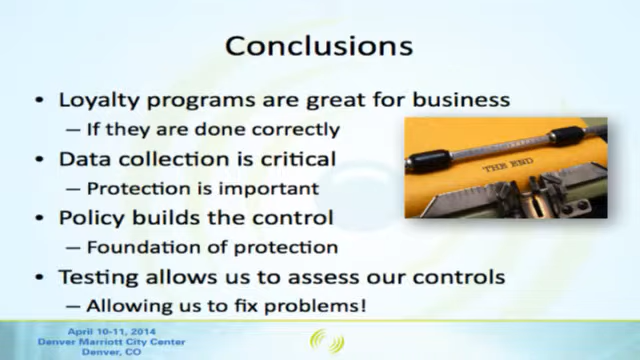 Conclusions
• Loyalty programs are great for business
– If they are done correctly
• Data collection is critical
– Protection is important
THE END
• Policy builds the control
– Foundation of protection
• Testing allows us to assess our controls
– Allowing us to fix problems!
April 10-11, 2014
Denver Marriott City Center
Denver, CO